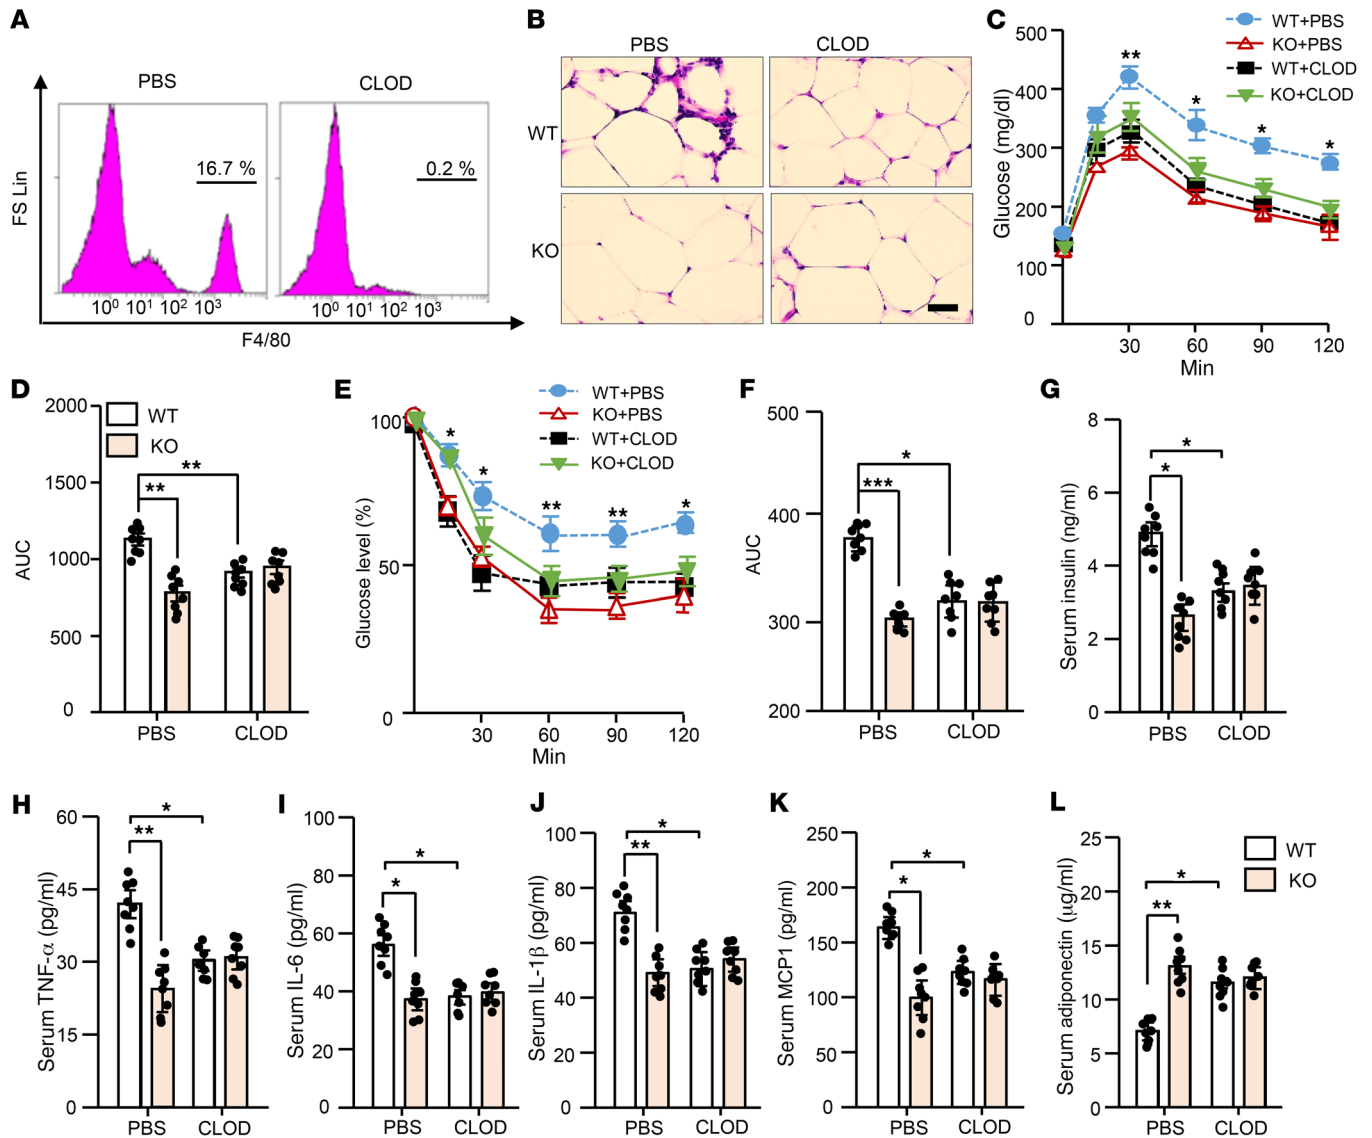 A
PBS
CLOD
FS Lin
16.7 %
0.2 %
10⁰ 10¹ 10² 10³
10⁰ 10¹ 10² 10³
F4/80
B
PBS
CLOD
WT
KO
C
WT+PBS
KO+PBS
WT+CLOD
KO+CLOD
Glucose (mg/dl)
500
400
300
200
100
0
**
*
*
*
30 60 90 120
Min
D
AUC
2000
1500
1000
500
0
WT
KO
**
**
PBS CLOD
E
WT+PBS
KO+PBS
WT+CLOD
KO+CLOD
Glucose level (%)
100
50
0
*
*
**
**
*
30 60 90 120
Min
F
AUC
500
400
300
200
*
***
PBS CLOD
G
Serum insulin (ng/ml)
8
6
4
2
0
*
*
PBS CLOD
H
Serum TNF-α (pg/ml)
60
45
30
15
0
*
**
PBS CLOD
I
Serum IL-6 (pg/ml)
100
80
60
40
20
0
*
*
PBS CLOD
J
Serum IL-1β (pg/ml)
100
80
60
40
20
0
*
**
PBS CLOD
K
Serum MCP1 (pg/ml)
250
200
150
100
50
0
*
*
PBS CLOD
L
Serum adiponectin (µg/ml)
25
20
15
10
5
0
WT
KO
*
**
PBS CLOD